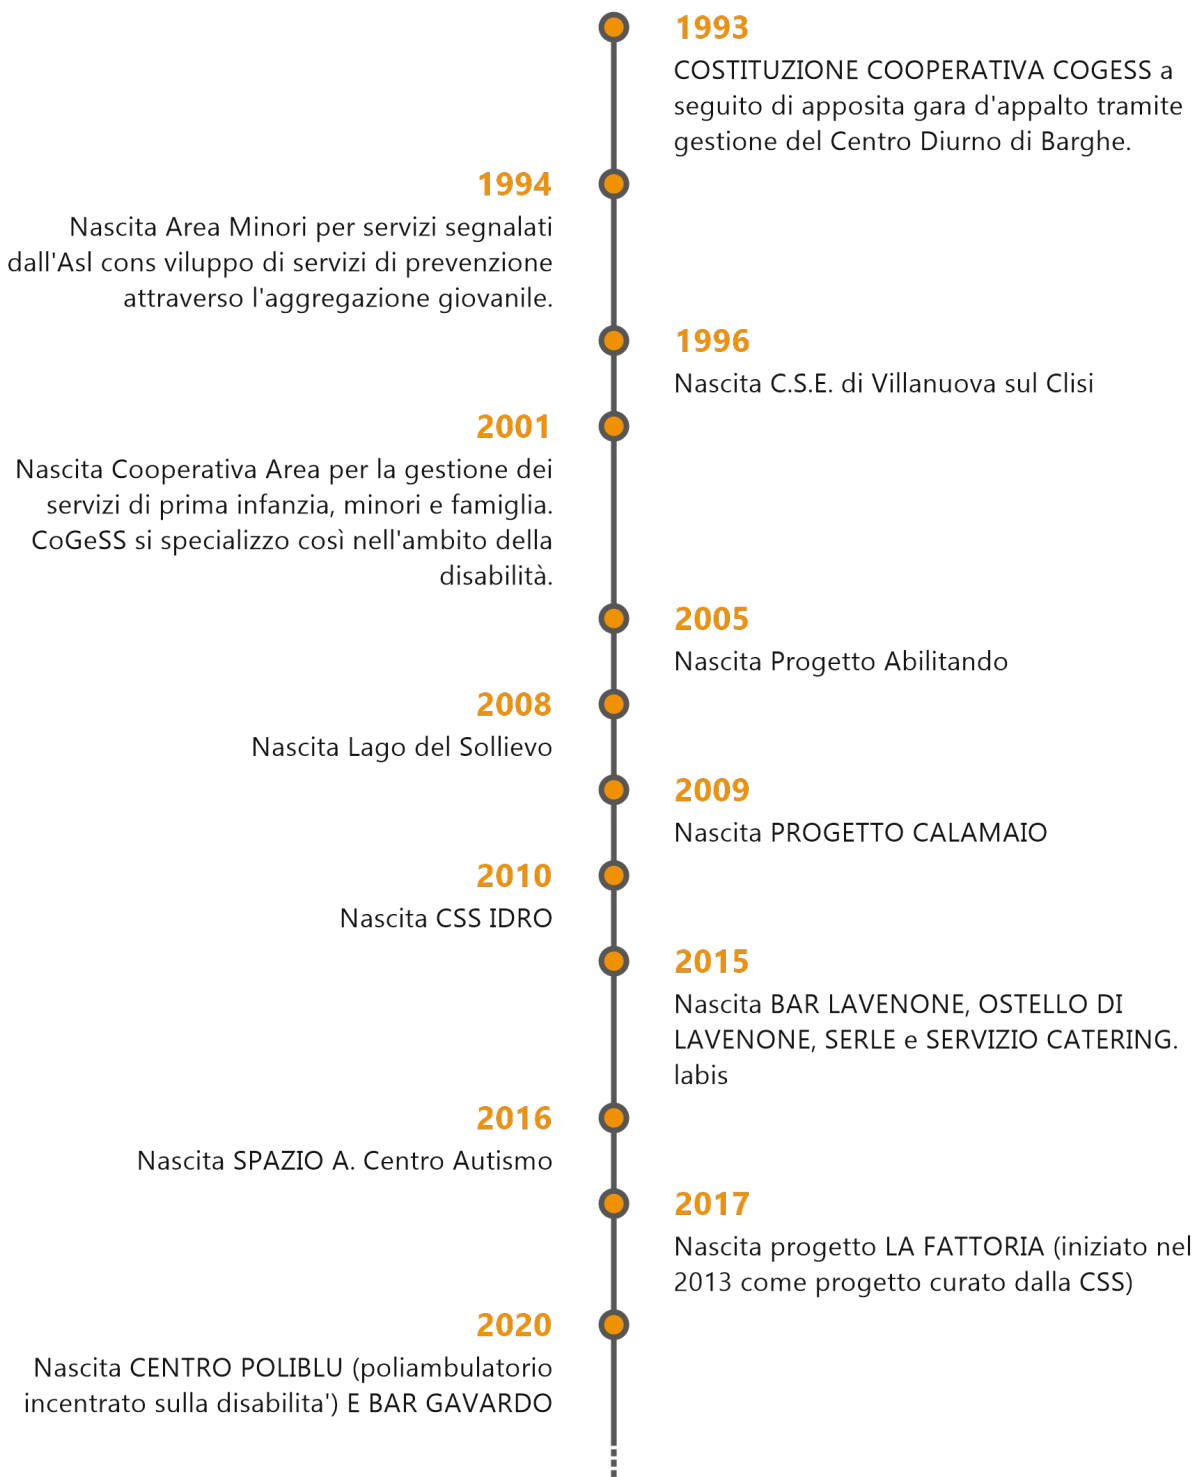 1993
COSTITUZIONE COOPERATIVA COGESS a
seguito di apposita gara d'appalto tramite
gestione del Centro Diurno di Barghe.
1994
Nascita Area Minori per servizi segnalati
dall'Asl cons viluppo di servizi di prevenzione
attraverso l'aggregazione giovanile.
1996
Nascita C.S.E. di Villanuova sul Clisi
2001
Nascita Cooperativa Area per la gestione dei
servizi di prima infanzia, minori e famiglia.
CoGeSS si specializzo così nell'ambito della
disabilità.
2005
Nascita Progetto Abilitando
2008
Nascita Lago del Sollievo
2009
Nascita PROGETTO CALAMAIO
2010
Nascita CSS IDRO
2015
Nascita BAR LAVENONE, OSTELLO DI
LAVENONE, SERLE e SERVIZIO CATERING.
labis
2016
Nascita SPAZIO A. Centro Autismo
2017
Nascita progetto LA FATTORIA (iniziato nel
2013 come progetto curato dalla CSS)
2020
Nascita CENTRO POLIBLU (poliambulatorio
incentrato sulla disabilita') E BAR GAVARDO